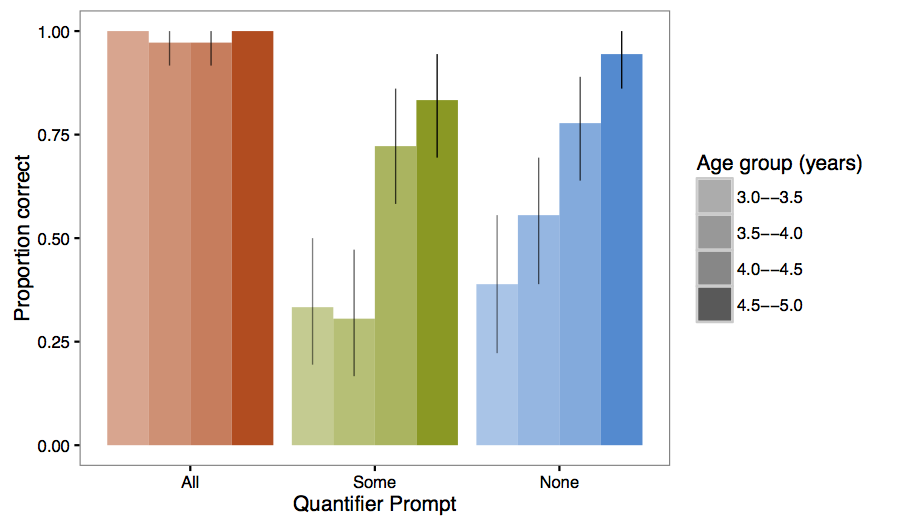 1.00
0.75
0.50
0.25
0.00
Proportion correct
All
Some
None
Quantifier Prompt
Age group (years)
3.0−−3.5
3.5−−4.0
4.0−−4.5
4.5−−5.0